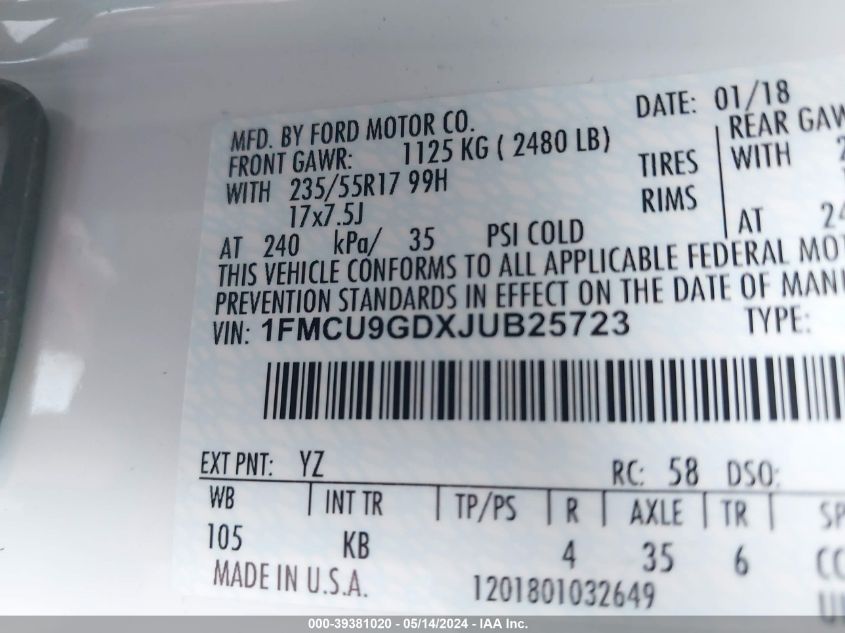 DATE: 01/18
MFD. BY FORD MOTOR CO.
FRONT GAWR: 1125 KG ( 2480 LB)
REAR GAW
WITH 235/55R17 99H
TIRES
WITH
17x7.5J
RIMS
AT 240 kPa/ 35 PSI COLD
AT 24
THIS VEHICLE CONFORMS TO ALL APPLICABLE FEDERAL MOT
PREVENTION STANDARDS IN EFFECT ON THE DATE OF MANU
VIN: 1FMCU9GDXJUB25723
TYPE:
EXT PNT: YZ
RC: 58 DSO:
WB INT TR TP/PS R AXLE TR SP
105 KB 4 35 6
MADE IN U.S.A.
1201801032649
000-39381020 - 05/14/2024 - IAA Inc.